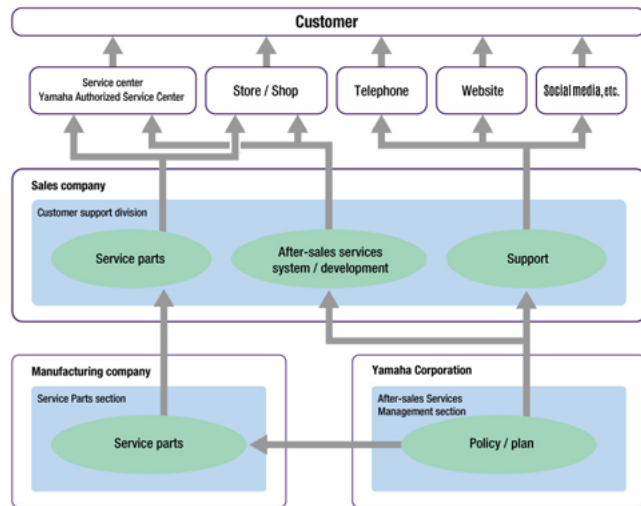 Customer
Service center
Yamaha Authorized Service Center
Store / Shop
Telephone
Website
Social media, etc.
Sales company
Customer support division
Service parts
After-sales services
system / development
Support
Manufacturing company
Service Parts section
Service parts
Yamaha Corporation
After-sales Services
Management section
Policy / plan